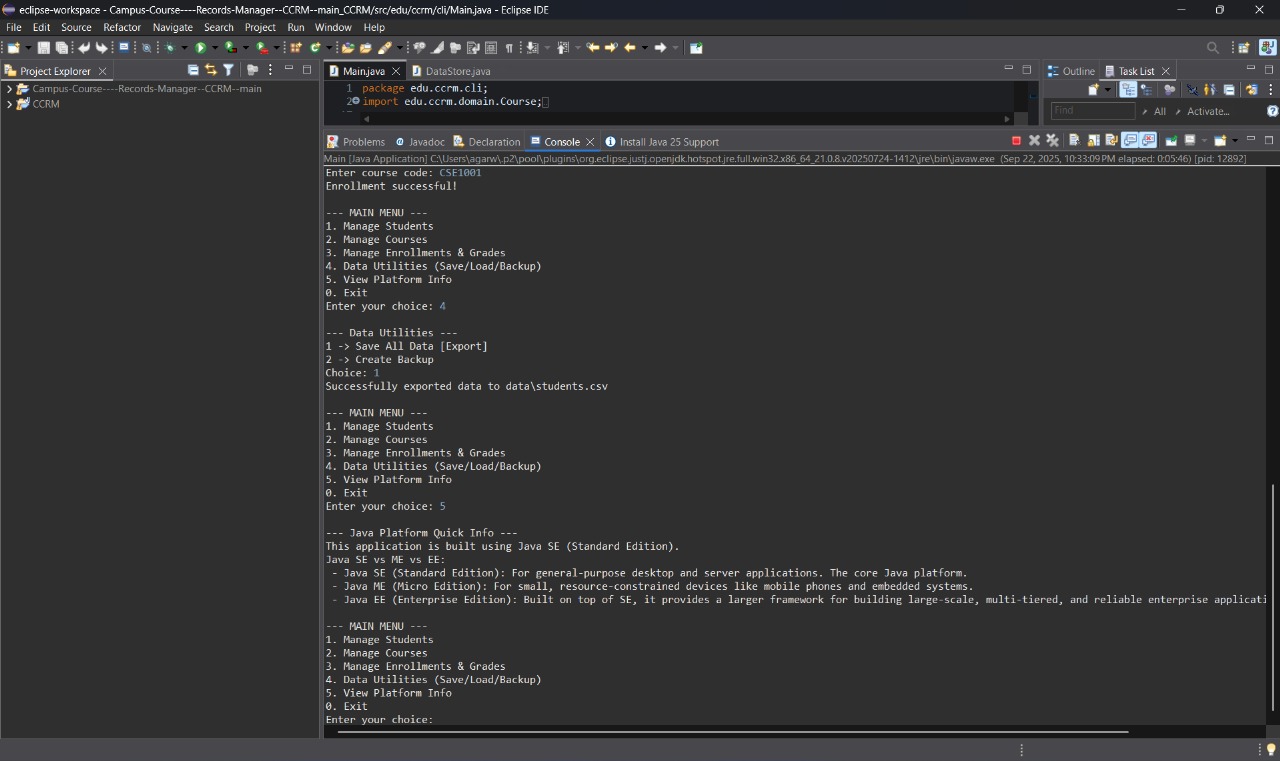 eclipse-workspace - Campus-Course----Records-Manager--CCRM--main_CCRM/src/edu/ccrm/cli/Main.java - Eclipse IDE
File Edit Source Refactor Navigate Search Project Run Window Help
Project Explorer
Campus-Course----Records-Manager--CCRM--main
CCRM
Main.java DataStore.java
1 package edu.ccrm.cli;
2 import edu.ccrm.domain.Course;
Outline Task List
Find All Activate...
Problems Javadoc Declaration Console Install Java 25 Support
Main [Java Application] C:\Users\agarw\.p2\pool\plugins\org.eclipse.justj.openjdk.hotspot.jre.full.win32.x86_64_21.0.8.v20250724-1412\jre\bin\javaw.exe (Sep 22, 2025, 10:33:09 PM elapsed: 0:05:46) [pid: 12892]
Enter course code: CSE1001
Enrollment successful!
--- MAIN MENU ---
1. Manage Students
2. Manage Courses
3. Manage Enrollments & Grades
4. Data Utilities (Save/Load/Backup)
5. View Platform Info
0. Exit
Enter your choice: 4
--- Data Utilities ---
1 -> Save All Data [Export]
2 -> Create Backup
Choice: 1
Successfully exported data to data\students.csv
--- MAIN MENU ---
1. Manage Students
2. Manage Courses
3. Manage Enrollments & Grades
4. Data Utilities (Save/Load/Backup)
5. View Platform Info
0. Exit
Enter your choice: 5
--- Java Platform Quick Info ---
This application is built using Java SE (Standard Edition).
Java SE vs ME vs EE:
- Java SE (Standard Edition): For general-purpose desktop and server applications. The core Java platform.
- Java ME (Micro Edition): For small, resource-constrained devices like mobile phones and embedded systems.
- Java EE (Enterprise Edition): Built on top of SE, it provides a larger framework for building large-scale, multi-tiered, and reliable enterprise applicati
--- MAIN MENU ---
1. Manage Students
2. Manage Courses
3. Manage Enrollments & Grades
4. Data Utilities (Save/Load/Backup)
5. View Platform Info
0. Exit
Enter your choice: